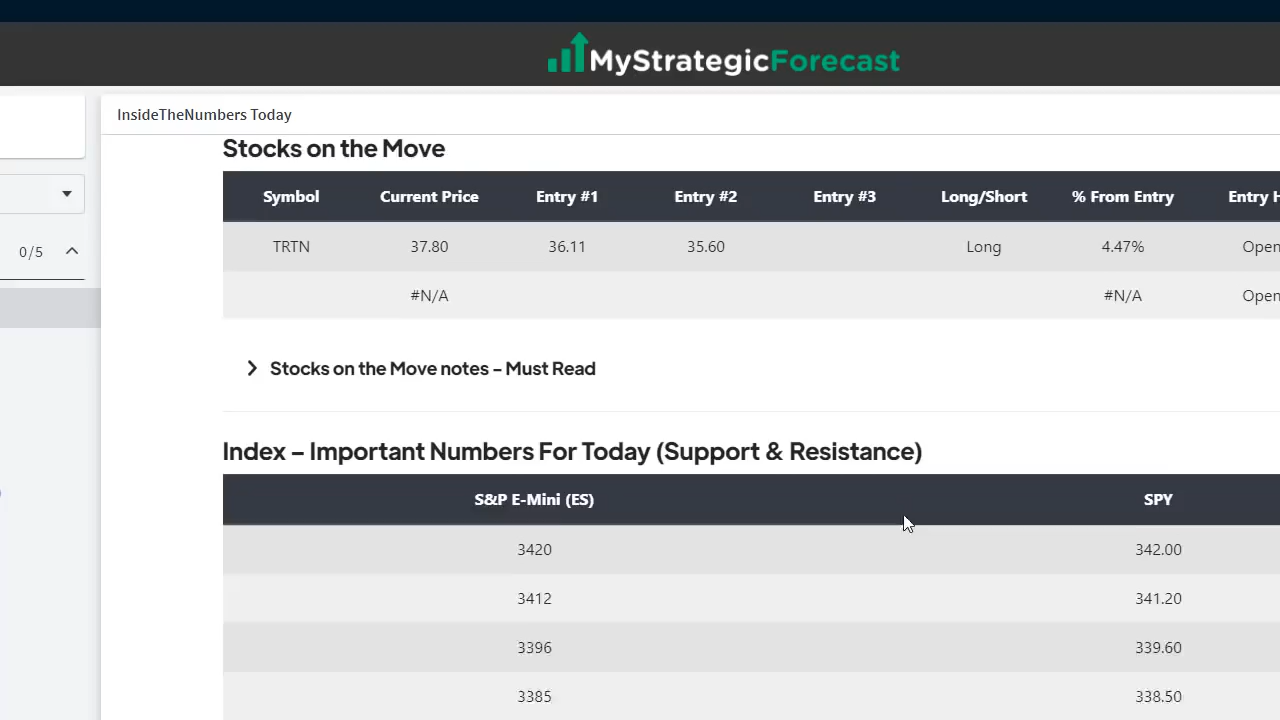 MyStrategicForecast
InsideTheNumbers Today
Stocks on the Move
Symbol Current Price Entry #1 Entry #2 Entry #3 Long/Short % From Entry Entry H
TRTN 37.80 36.11 35.60 Long 4.47% Open
#N/A #N/A Open
0/5
Stocks on the Move notes – Must Read
Index – Important Numbers For Today (Support & Resistance)
S&P E-Mini (ES) SPY
3420 342.00
3412 341.20
3396 339.60
3385 338.50